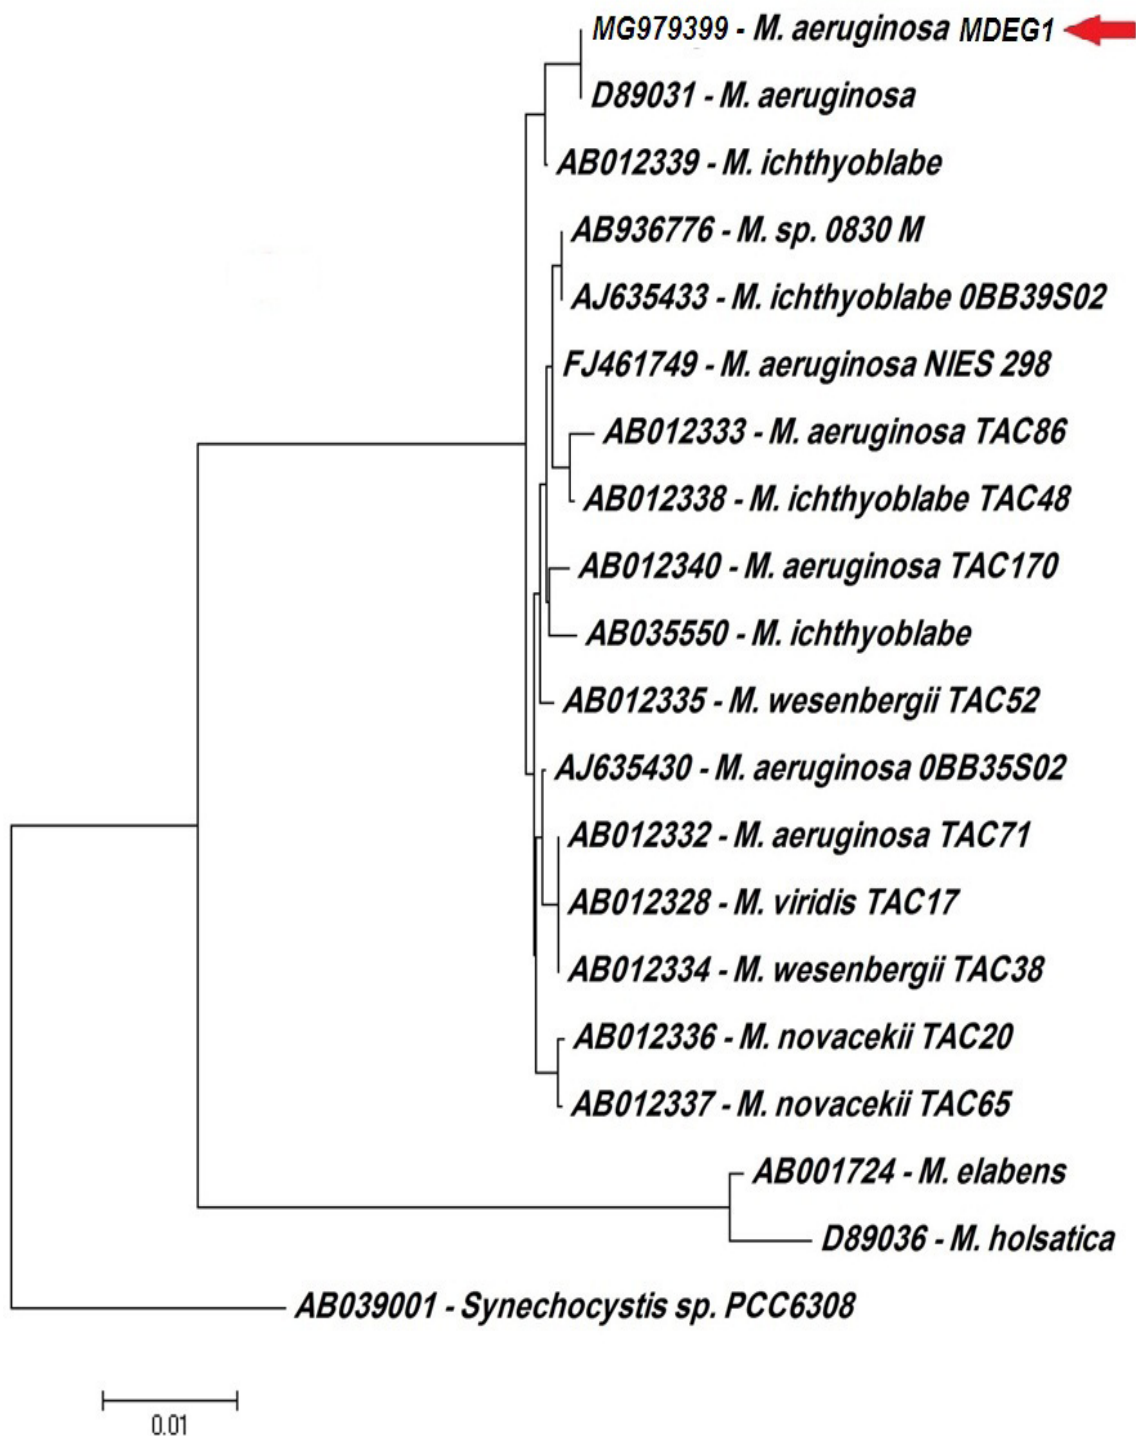 MG979399 - M. aeruginosa MDEG1
D89031 - M. aeruginosa
AB012339 - M. ichthyoblabe
AB936776 - M. sp. 0830 M
AJ635433 - M. ichthyoblabe 0BB39S02
FJ461749 - M. aeruginosa NIES 298
AB012333 - M. aeruginosa TAC86
AB012338 - M. ichthyoblabe TAC48
AB012340 - M. aeruginosa TAC170
AB035550 - M. ichthyoblabe
AB012335 - M. wesenbergii TAC52
AJ635430 - M. aeruginosa 0BB35S02
AB012332 - M. aeruginosa TAC71
AB012328 - M. viridis TAC17
AB012334 - M. wesenbergii TAC38
AB012336 - M. novacekii TAC20
AB012337 - M. novacekii TAC65
AB001724 - M. elabens
D89036 - M. holsatica
AB039001 - Synechocystis sp. PCC6308
0.01